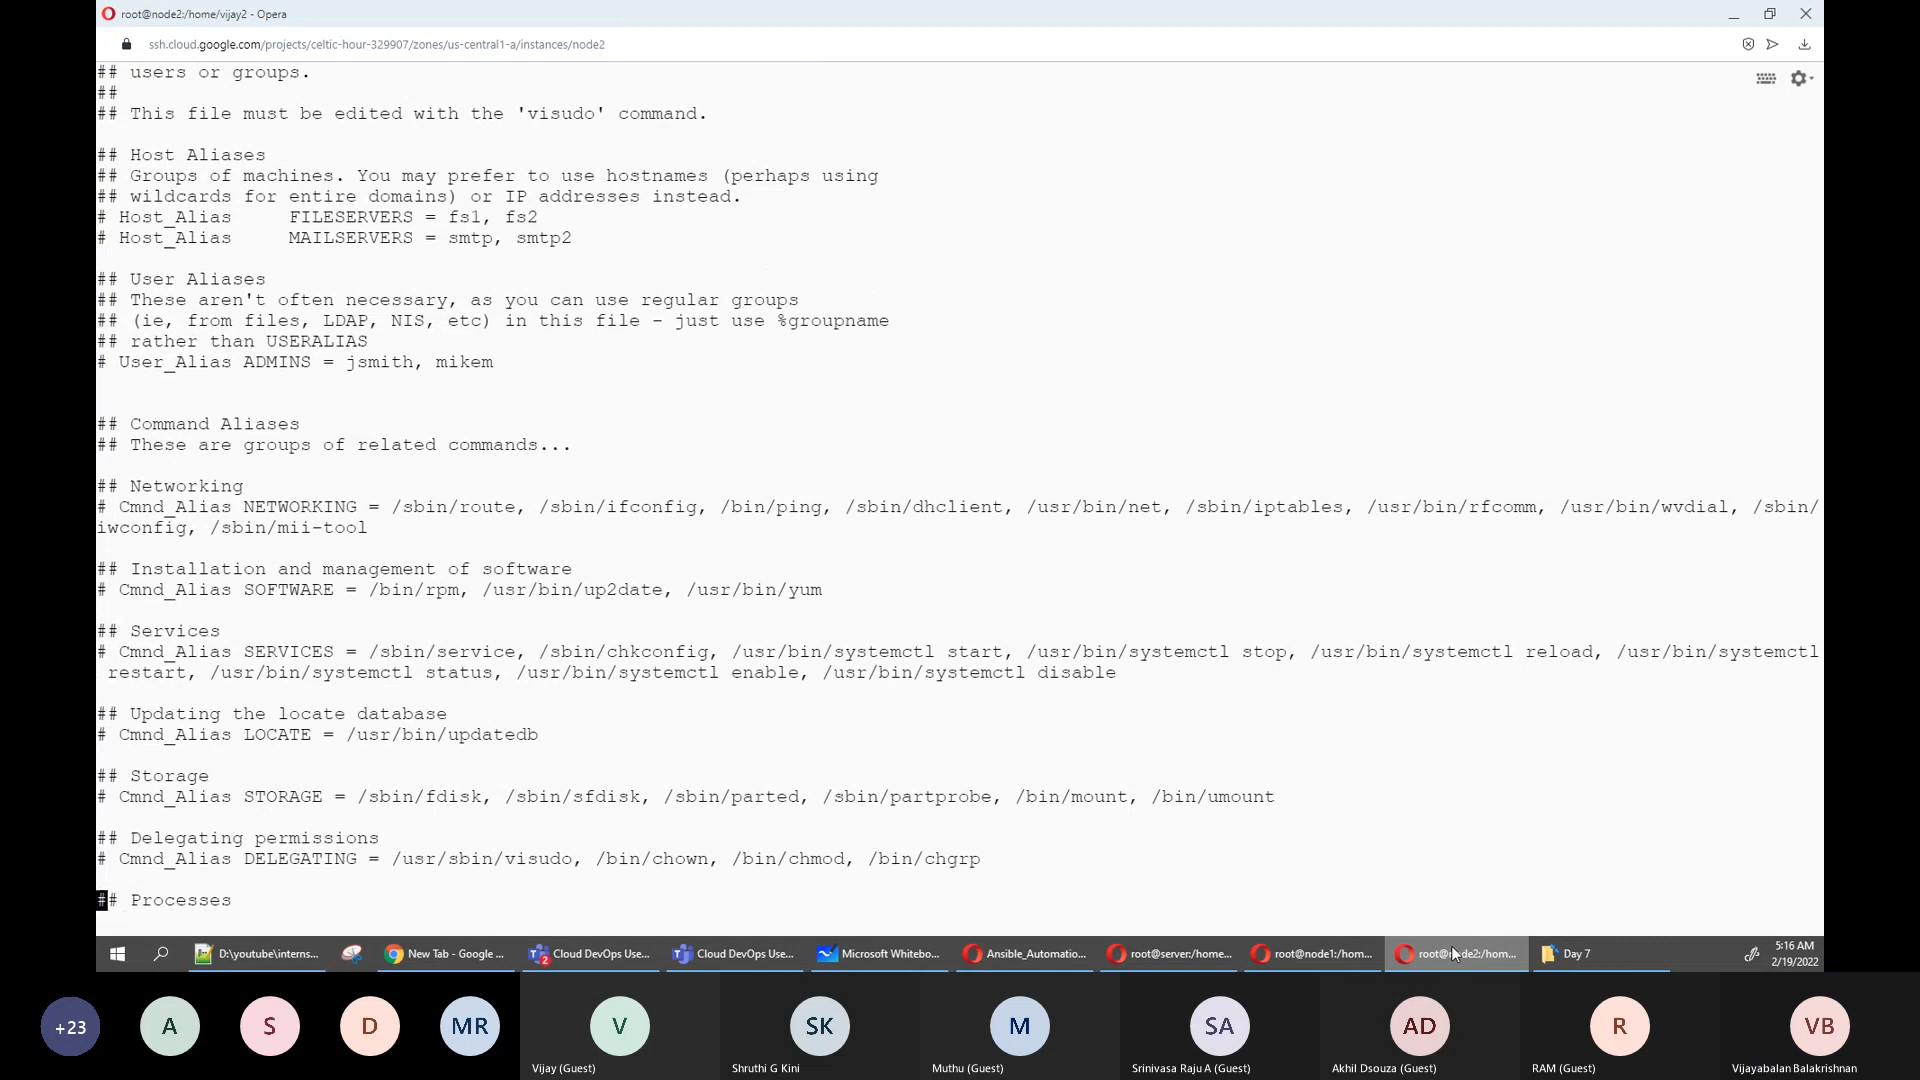 root@node2:/home/vijay2 - Opera
ssh.cloud.google.com/projects/celtic-hour-329907/zones/us-central1-a/instances/node2
## users or groups.
##
## This file must be edited with the 'visudo' command.
## Host Aliases
## Groups of machines. You may prefer to use hostnames (perhaps using
## wildcards for entire domains) or IP addresses instead.
# Host_Alias     FILESERVERS = fs1, fs2
# Host_Alias     MAILSERVERS = smtp, smtp2
## User Aliases
## These aren't often necessary, as you can use regular groups
## (ie, from files, LDAP, NIS, etc) in this file - just use %groupname
## rather than USERALIAS
# User_Alias ADMINS = jsmith, mikem
## Command Aliases
## These are groups of related commands...
## Networking
# Cmnd_Alias NETWORKING = /sbin/route, /sbin/ifconfig, /bin/ping, /sbin/dhclient, /usr/bin/net, /sbin/iptables, /usr/bin/rfcomm, /usr/bin/wvdial, /sbin/
iwconfig, /sbin/mii-tool
## Installation and management of software
# Cmnd_Alias SOFTWARE = /bin/rpm, /usr/bin/up2date, /usr/bin/yum
## Services
# Cmnd_Alias SERVICES = /sbin/service, /sbin/chkconfig, /usr/bin/systemctl start, /usr/bin/systemctl stop, /usr/bin/systemctl reload, /usr/bin/systemctl
 restart, /usr/bin/systemctl status, /usr/bin/systemctl enable, /usr/bin/systemctl disable
## Updating the locate database
# Cmnd_Alias LOCATE = /usr/bin/updatedb
## Storage
# Cmnd_Alias STORAGE = /sbin/fdisk, /sbin/sfdisk, /sbin/parted, /sbin/partprobe, /bin/mount, /bin/umount
## Delegating permissions
# Cmnd_Alias DELEGATING = /usr/sbin/visudo, /bin/chown, /bin/chmod, /bin/chgrp
## Processes
D:\youtube\interns... New Tab - Google ... 2 Cloud DevOps Use... Cloud DevOps Use... Microsoft Whitebo... Ansible_Automatio... root@server:/home... root@node1:/hom... root@node2:/hom... Day 7 5:16 AM
2/19/2022
+23 A S D MR V SK M SA AD R VB
Vijay (Guest) Shruthi G Kini Muthu (Guest) Srinivasa Raju A (Guest) Akhil Dsouza (Guest) RAM (Guest) Vijayabalan Balakrishnan